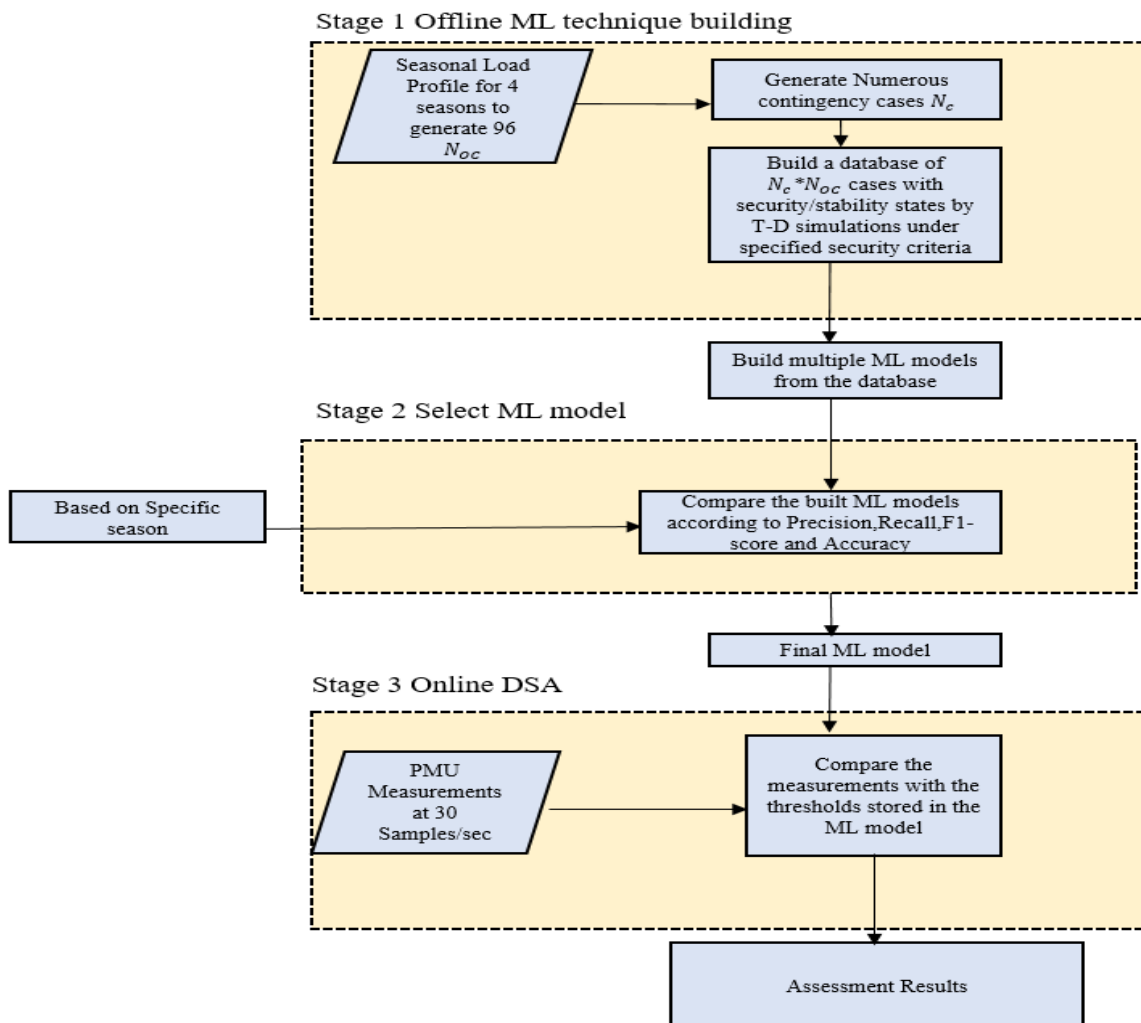 Stage 1 Offline ML technique building
Seasonal Load
Profile for 4
seasons to
generate 96
N_oc
Generate Numerous
contingency cases N_c
Build a database of
N_c*N_oc cases with
security/stability states by
T-D simulations under
specified security criteria
Build multiple ML models
from the database
Stage 2 Select ML model
Based on Specific
season
Compare the built ML models
according to Precision,Recall,F1-
score and Accuracy
Final ML model
Stage 3 Online DSA
PMU
Measurements
at 30
Samples/sec
Compare the
measurements with the
thresholds stored in the
ML model
Assessment Results